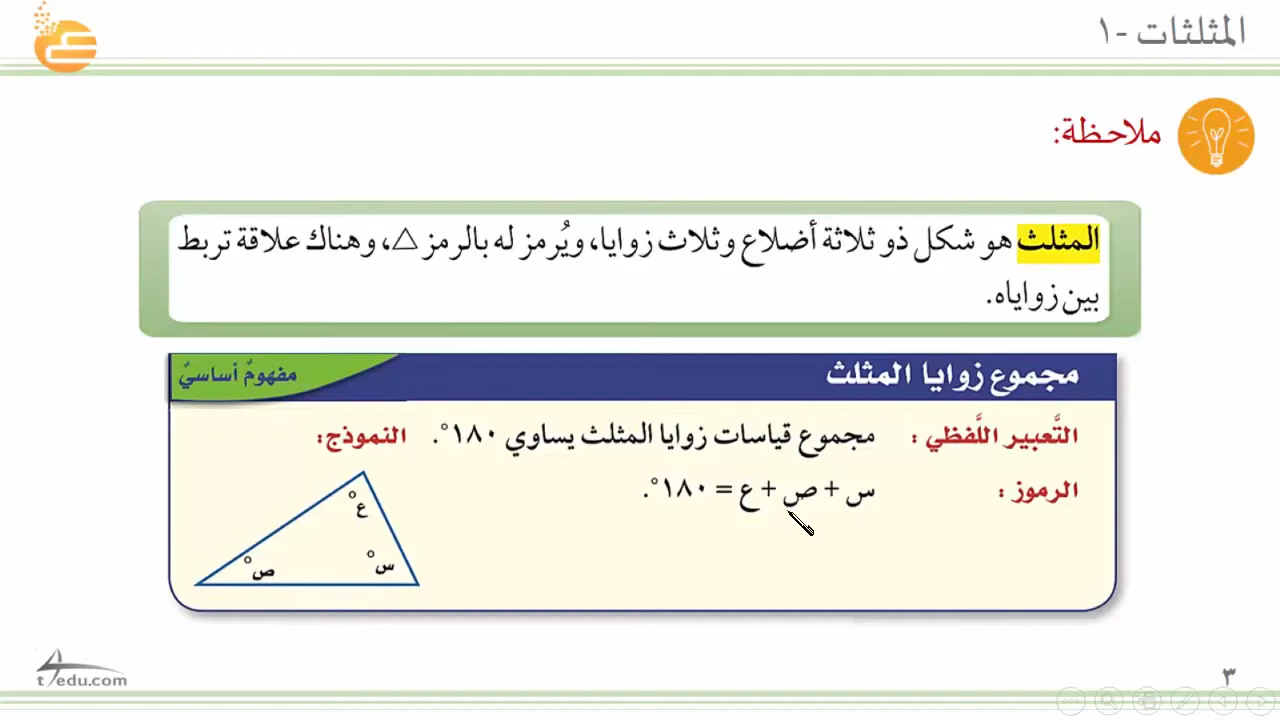 المثلثات -١
ملاحظة:
المثلث هو شكل ذو ثلاثة أضلاع وثلاث زوايا، ويُرمز له بالرمز △، وهناك علاقة تربط
بين زواياه.
مجموع زوايا المثلث
مفهومٌ أساسيٌ
التَّعبير اللَّفظي : مجموع قياسات زوايا المثلث يساوي ١٨٠°.
النموذج:
الرموز : س + ص + ع = ١٨٠°.
ع°
س°
ص°
t4edu.com
٣